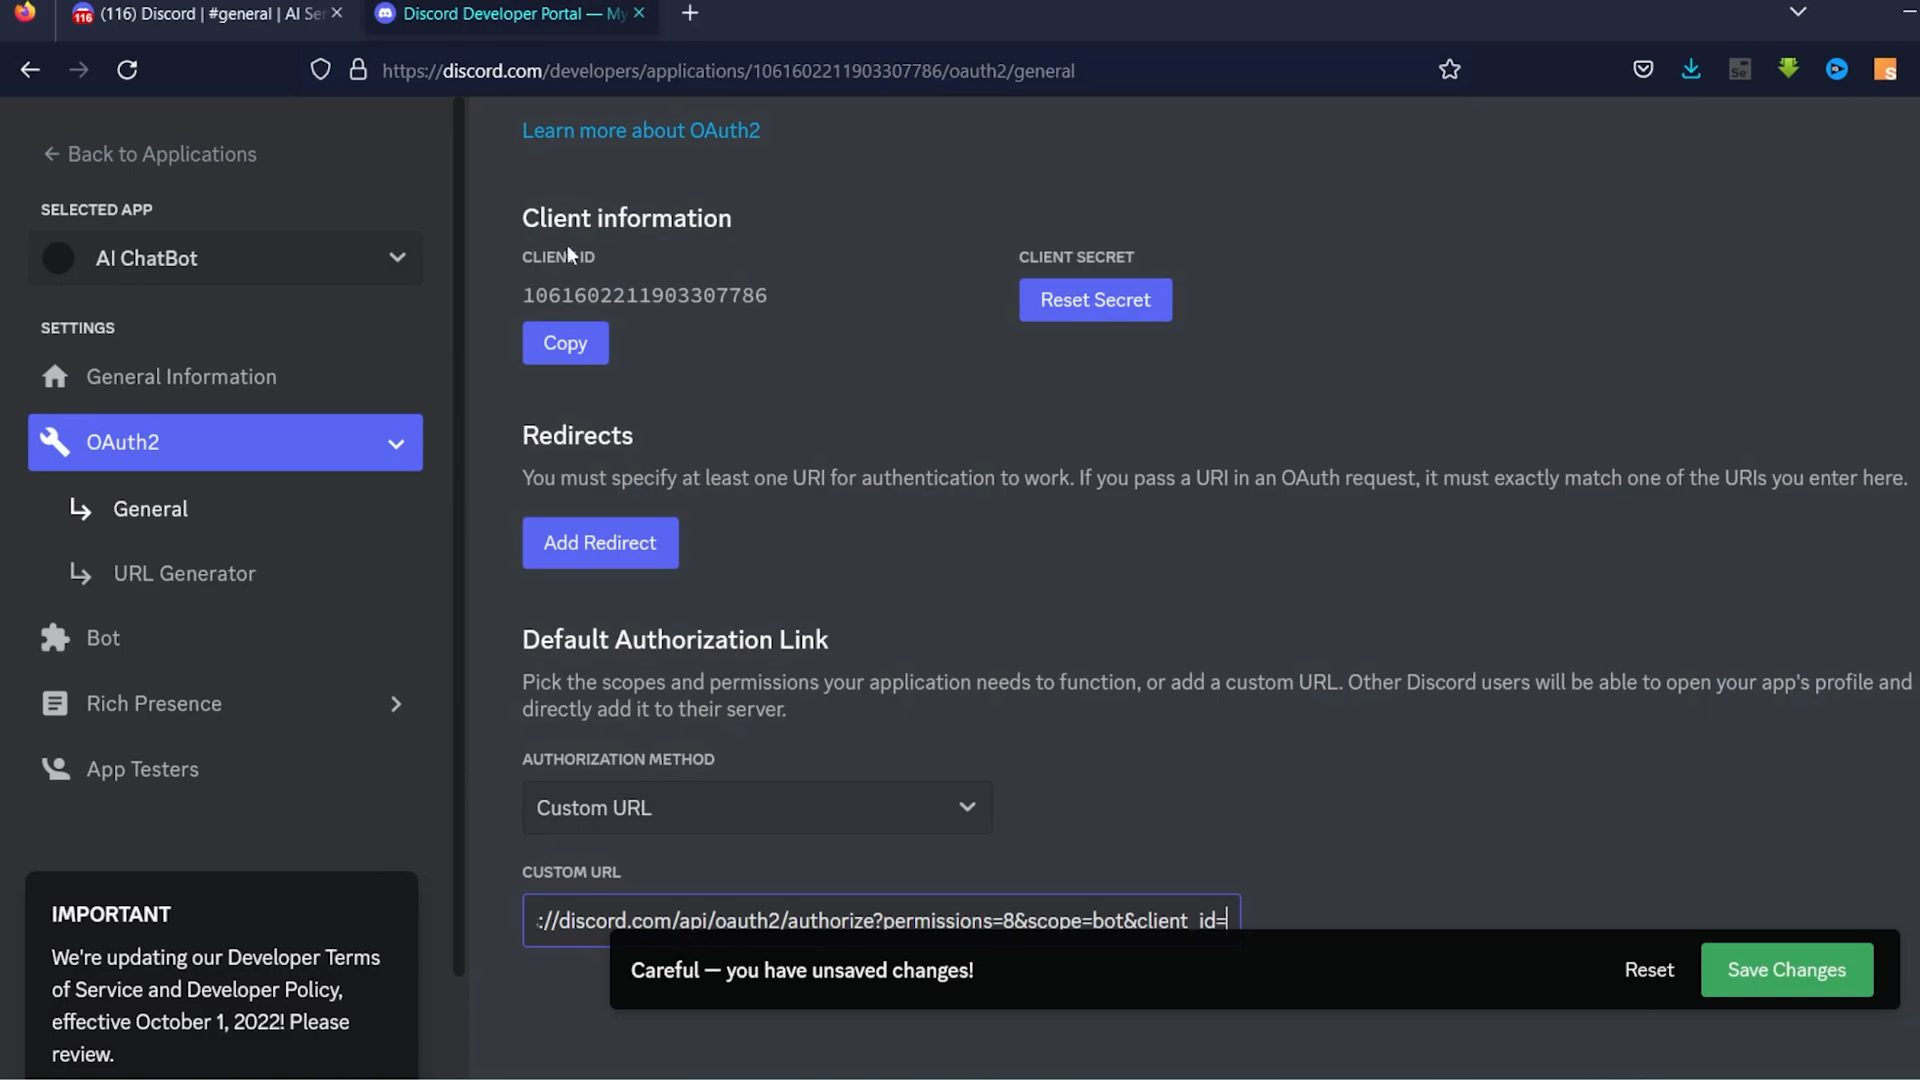 116
(116) Discord | #general | AI Se
Discord Developer Portal — My
https://discord.com/developers/applications/1061602211903307786/oauth2/general
Se
S
Back to Applications
SELECTED APP
AI ChatBot
SETTINGS
General Information
OAuth2
General
URL Generator
Bot
Rich Presence
App Testers
IMPORTANT
We're updating our Developer Terms
of Service and Developer Policy,
effective October 1, 2022! Please
review.
Learn more about OAuth2
Client information
CLIENT ID
CLIENT SECRET
1061602211903307786
Reset Secret
Copy
Redirects
You must specify at least one URI for authentication to work. If you pass a URI in an OAuth request, it must exactly match one of the URIs you enter here.
Add Redirect
Default Authorization Link
Pick the scopes and permissions your application needs to function, or add a custom URL. Other Discord users will be able to open your app's profile and
directly add it to their server.
AUTHORIZATION METHOD
Custom URL
CUSTOM URL
://discord.com/api/oauth2/authorize?permissions=8&scope=bot&client_id=
Careful — you have unsaved changes!
Reset
Save Changes